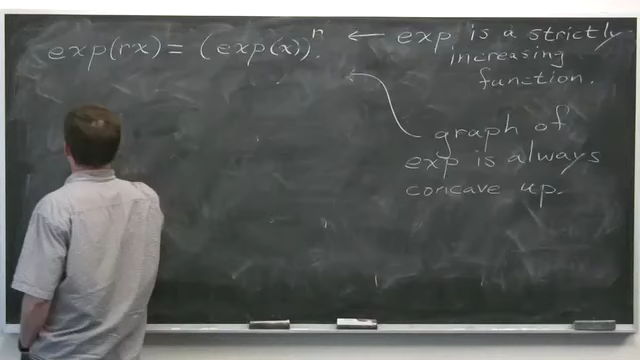 exp(rx) = (exp(x))ⁿ. ← exp is a strictly
increasing
function.
graph of
exp is always
concave up.